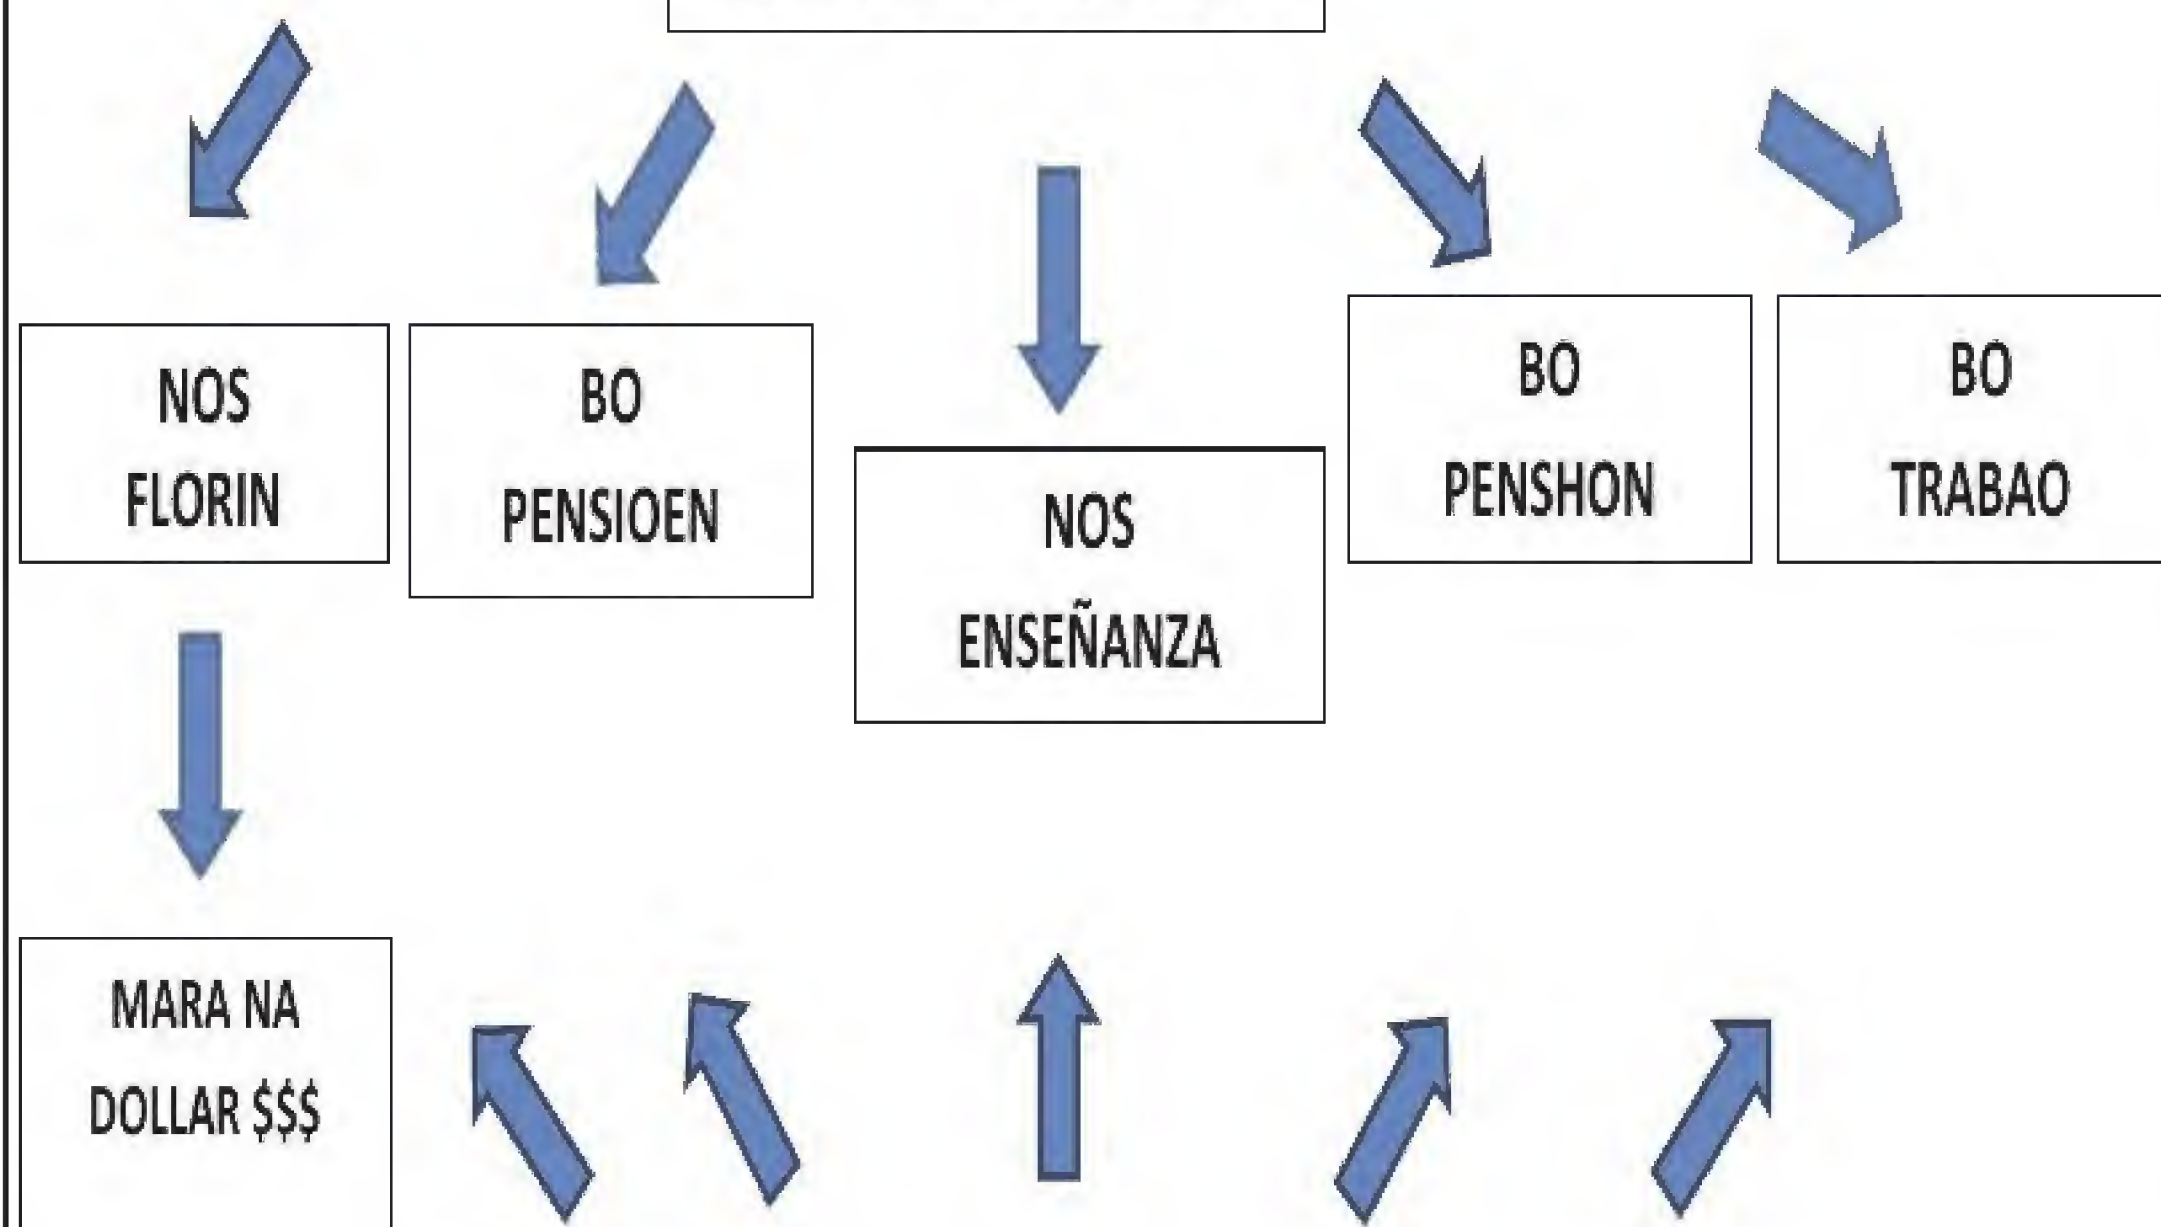 NOS
FLORIN
BO
PENSIOEN
NOS
ENSEÑANZA
BO
PENSHON
BO
TRABAO
MARA NA
DOLLAR $$$